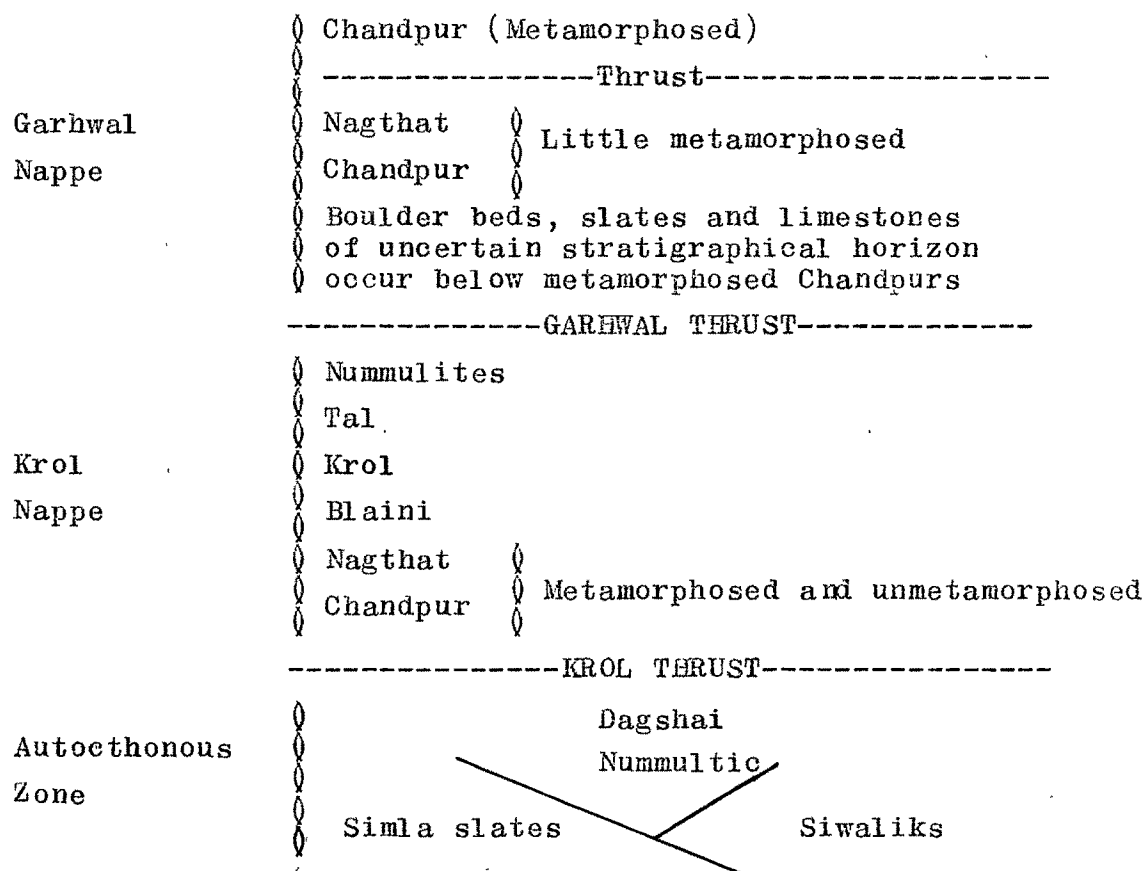 Chandpur (Metamorphosed)
Thrust
Garhwal Nagthat Little metamorphosed
Nappe Chandpur
Boulder beds, slates and limestones
of uncertain stratigraphical horizon
occur below metamorphosed Chandpurs
GARHWAL THRUST
Nummulites
Tal
Krol Krol
Nappe Blaini
Nagthat
Chandpur Metamorphosed and unmetamorphosed
KROL THRUST
Dagshai
Autocthonous Nummultic
Zone
Simla slates Siwaliks